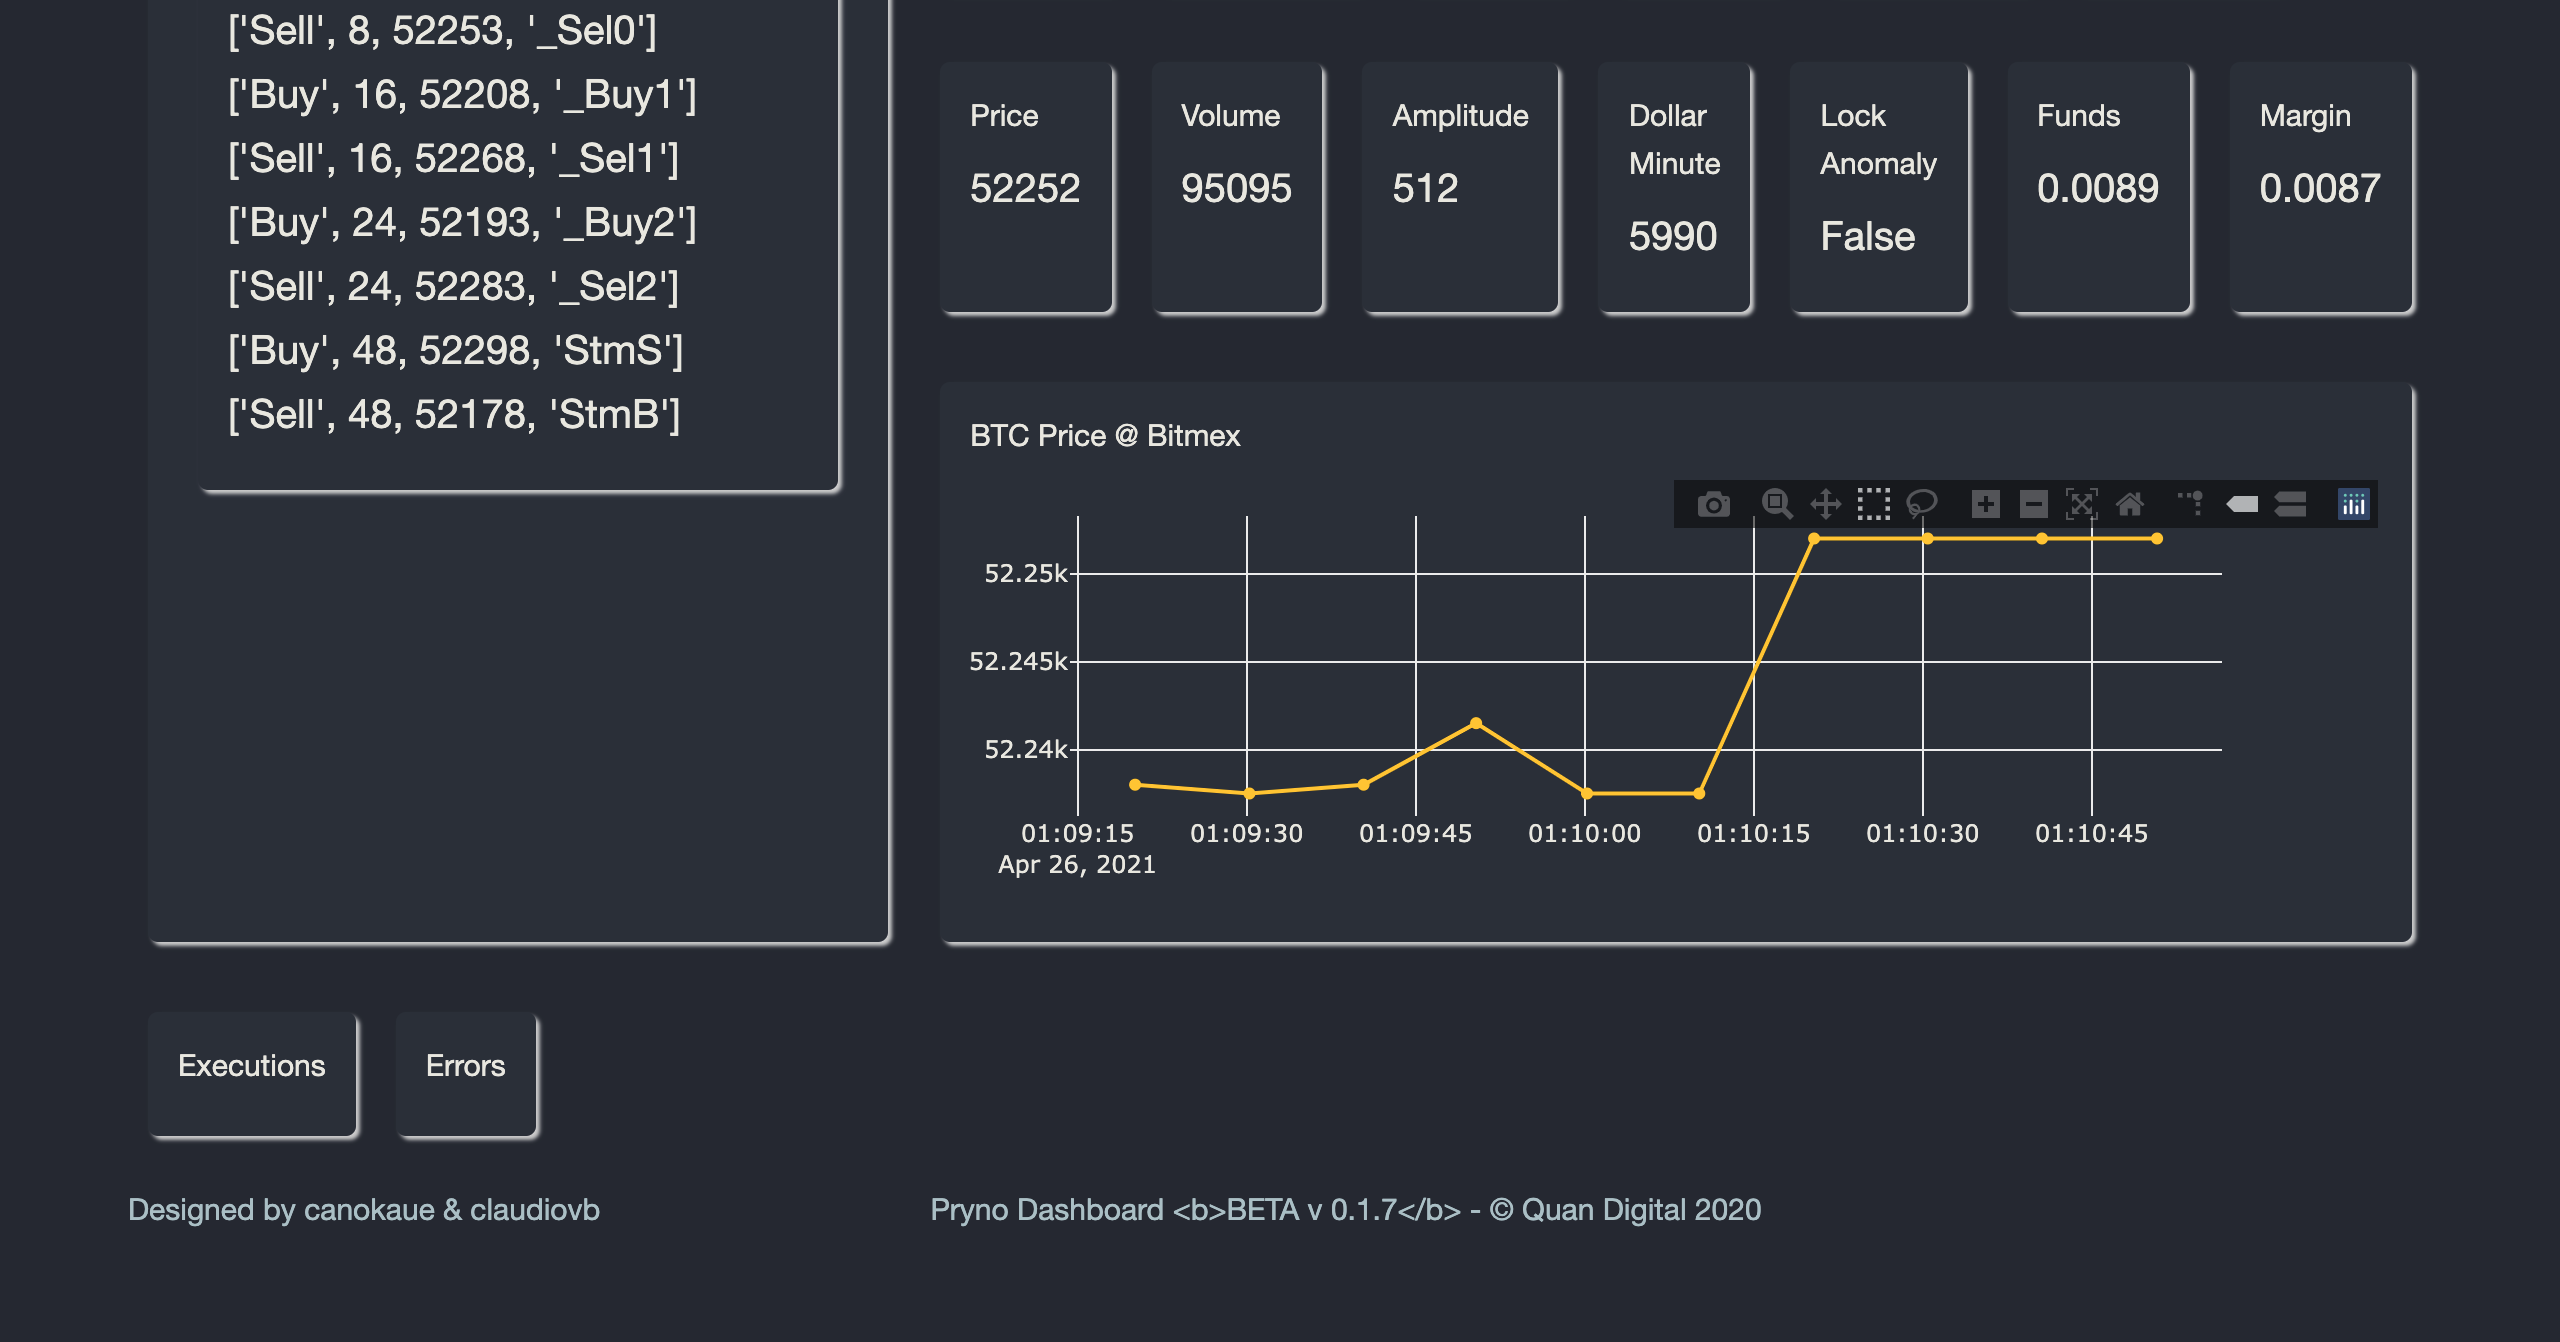 ['Sell', 8, 52253, '_Sel0']
['Buy', 16, 52208, '_Buy1']
['Sell', 16, 52268, '_Sel1']
['Buy', 24, 52193, '_Buy2']
['Sell', 24, 52283, '_Sel2']
['Buy', 48, 52298, 'StmS']
['Sell', 48, 52178, 'StmB']
Price
52252
Volume
95095
Amplitude
512
Dollar
Minute
5990
Lock
Anomaly
False
Funds
0.0089
Margin
0.0087
BTC Price @ Bitmex
52.25k
52.245k
52.24k
01:09:15 01:09:30 01:09:45 01:10:00 01:10:15 01:10:30 01:10:45
Apr 26, 2021
Executions
Errors
Designed by canokaue & claudiovb
Pryno Dashboard <b>BETA v 0.1.7</b> - © Quan Digital 2020